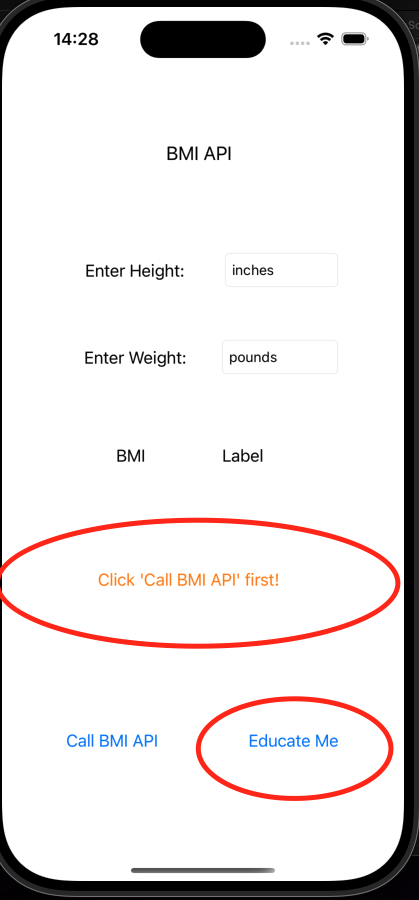 14:28
BMI API
Enter Height: inches
Enter Weight: pounds
BMI Label
Click 'Call BMI API' first!
Call BMI API Educate Me